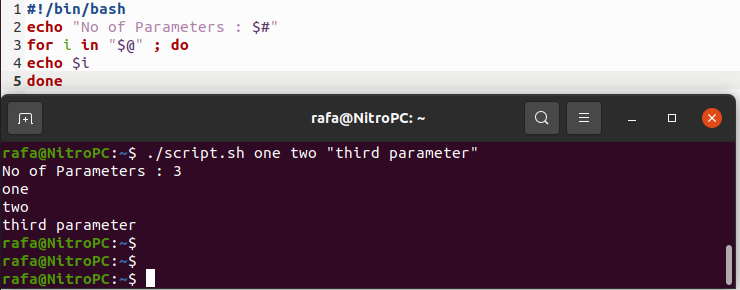 1 #!/bin/bash
2 echo "No of Parameters : $#"
3 for i in "$@" ; do
4 echo $i
5 done
rafa@NitroPC: ~
rafa@NitroPC:~$ ./script.sh one two "third parameter"
No of Parameters : 3
one
two
third parameter
rafa@NitroPC:~$
rafa@NitroPC:~$
rafa@NitroPC:~$